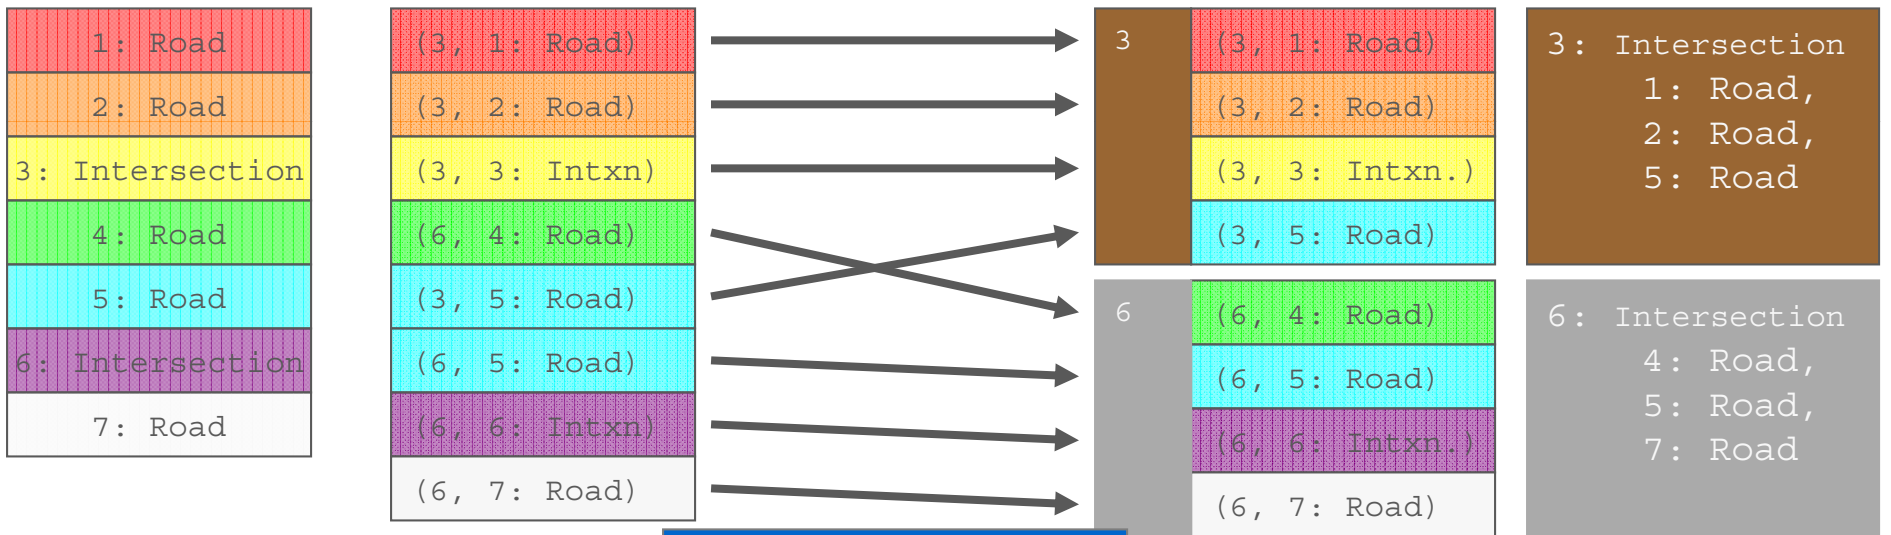 1: Road
2: Road
3: Intersection
4: Road
5: Road
6: Intersection
7: Road
(3, 1: Road)
(3, 2: Road)
(3, 3: Intxn)
(6, 4: Road)
(3, 5: Road)
(6, 5: Road)
(6, 6: Intxn)
(6, 7: Road)
3
(3, 1: Road)
(3, 2: Road)
(3, 3: Intxn.)
(3, 5: Road)
6
(6, 4: Road)
(6, 5: Road)
(6, 6: Intxn.)
(6, 7: Road)
3: Intersection
1: Road,
2: Road,
5: Road
6: Intersection
4: Road,
5: Road,
7: Road